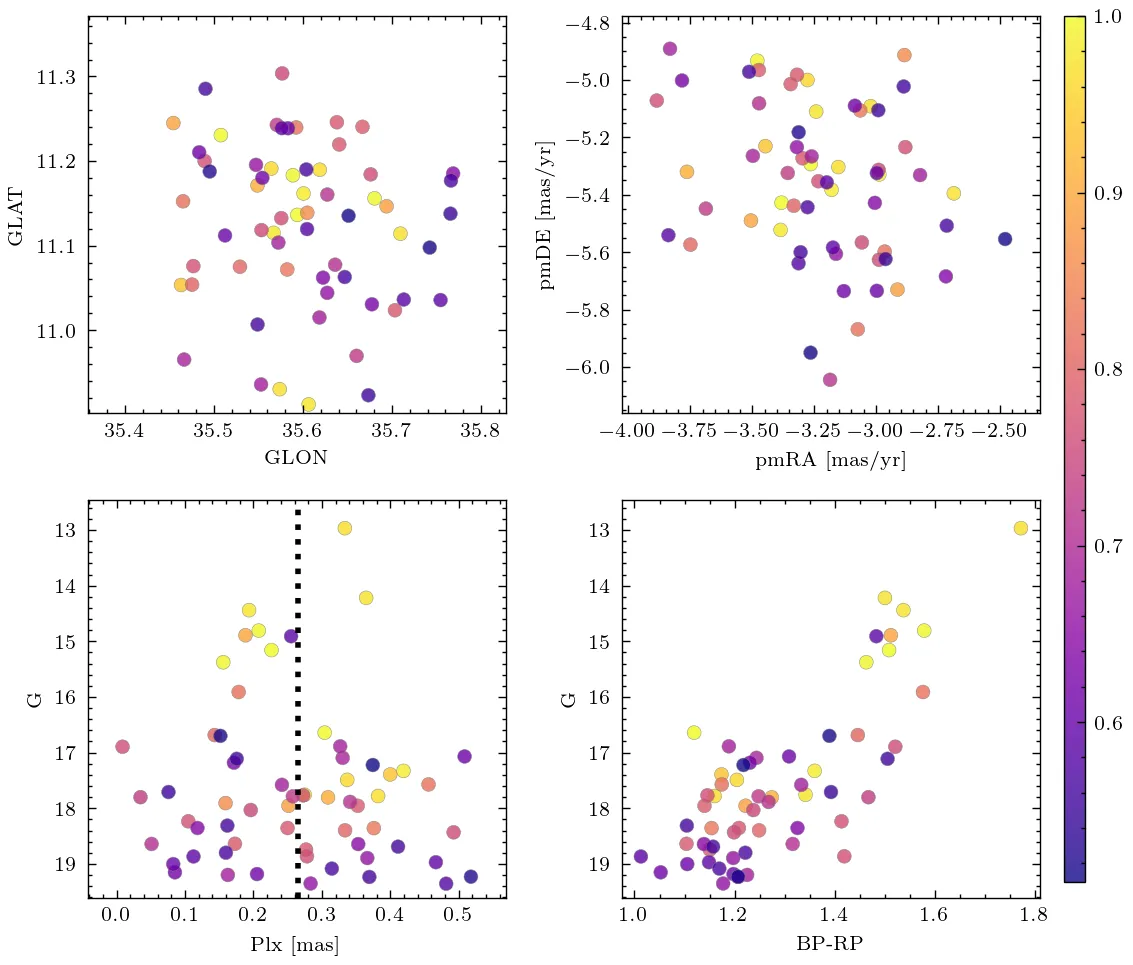 11.3
11.2
11.1
11.0
GLAT
35.4 35.5 35.6 35.7 35.8
GLON
−4.8
−5.0
−5.2
−5.4
−5.6
−5.8
−6.0
pmDE [mas/yr]
−4.00 −3.75 −3.50 −3.25 −3.00 −2.75 −2.50
pmRA [mas/yr]
1.0
0.9
0.8
0.7
0.6
13
14
15
16
17
18
19
G
0.0 0.1 0.2 0.3 0.4 0.5
Plx [mas]
13
14
15
16
17
18
19
G
1.0 1.2 1.4 1.6 1.8
BP-RP